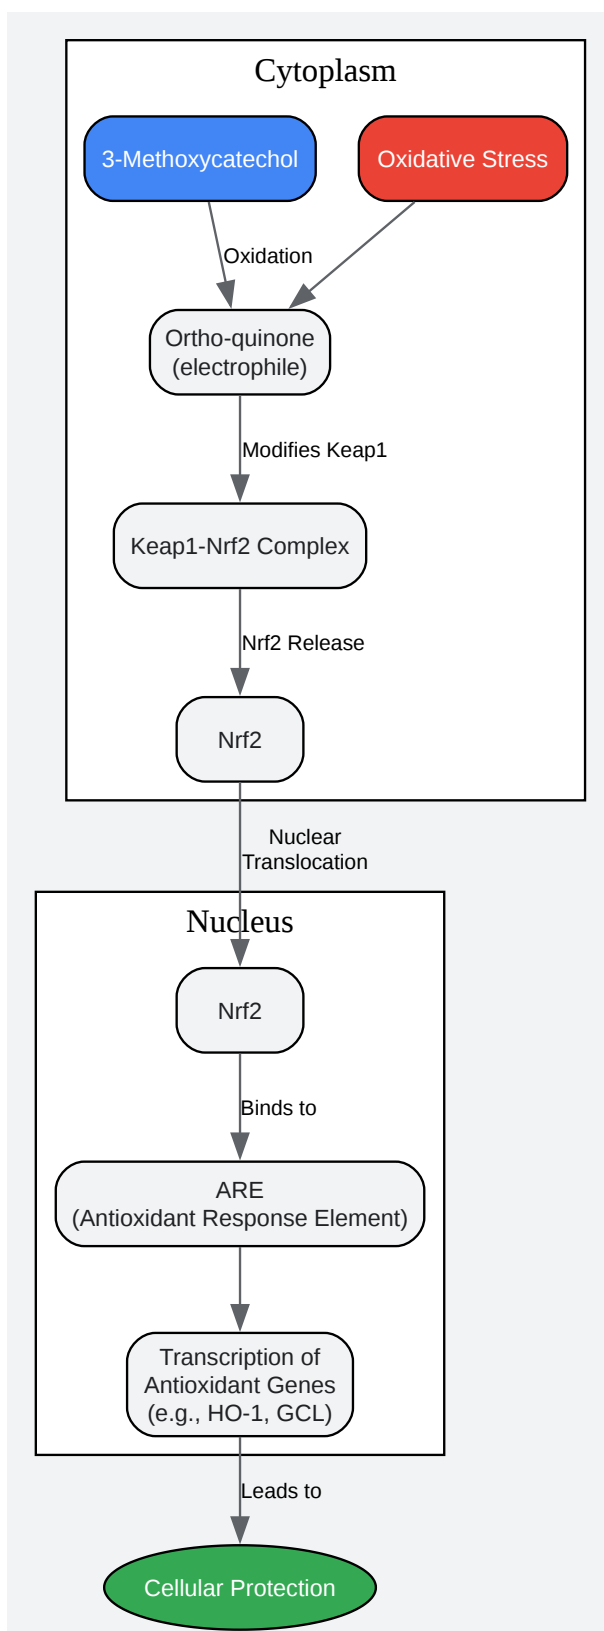 Cytoplasm
3-Methoxycatechol
Oxidative Stress
Oxidation
Ortho-quinone
(electrophile)
Modifies Keap1
Keap1-Nrf2 Complex
Nrf2 Release
Nrf2
Nuclear
Translocation
Nucleus
Nrf2
Binds to
ARE
(Antioxidant Response Element)
Transcription of
Antioxidant Genes
(e.g., HO-1, GCL)
Leads to
Cellular Protection